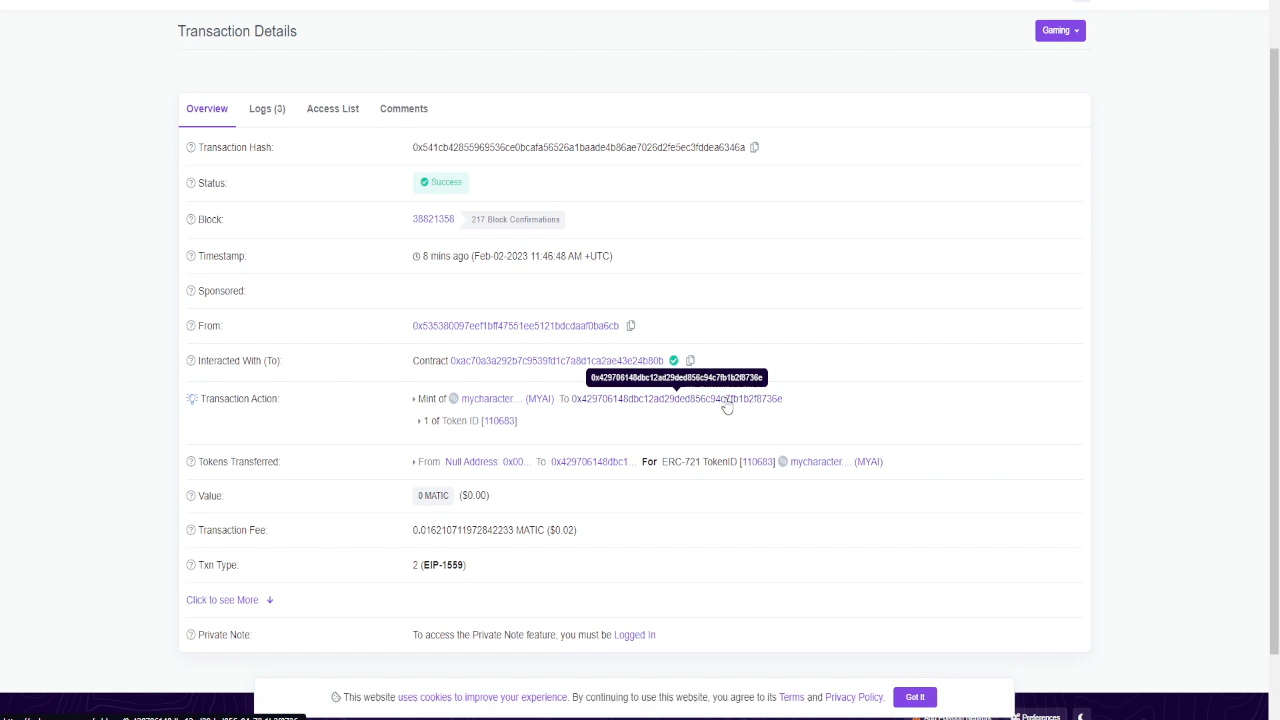 Transaction Details
Gaming
Overview Logs (3) Access List Comments
Transaction Hash: 0x541cb42855969536ce0bcafa56526a1baade4b86ae7026d2fe5ec3fddea6346a
Status: Success
Block: 38821358 217 Block Confirmations
Timestamp: 8 mins ago (Feb-02-2023 11:46:48 AM +UTC)
Sponsored:
From: 0x535380097eef1bff47551ee5121bdcdaaf0ba6cb
Interacted With (To): Contract 0xac70a3a292b7c9539fd1c7a8d1ca2ae43e24b80b
0x429706148dbc12ad29ded856c94c7fb1b2f8736e
Transaction Action: Mint of mycharacter.... (MYAI) To 0x429706148dbc12ad29ded856c94c7fb1b2f8736e
1 of Token ID [110683]
Tokens Transferred: From Null Address: 0x00... To 0x429706148dbc1... For ERC-721 TokenID [110683] mycharacter.... (MYAI)
Value: 0 MATIC ($0.00)
Transaction Fee: 0.016210711972842233 MATIC ($0.02)
Txn Type: 2 (EIP-1559)
Click to see More
Private Note: To access the Private Note feature, you must be Logged In
This website uses cookies to improve your experience. By continuing to use this website, you agree to its Terms and Privacy Policy. Got It
Preferences